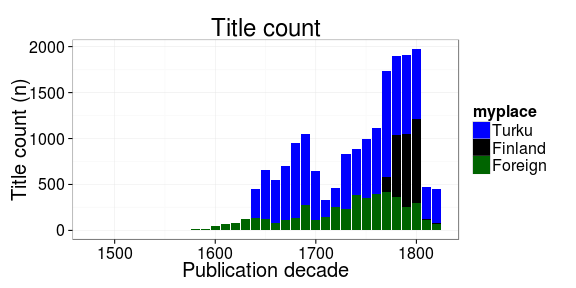 Title count
Title count (n)
2000
1500
1000
500
0
1500
1600
1700
1800
Publication decade
myplace
Turku
Finland
Foreign